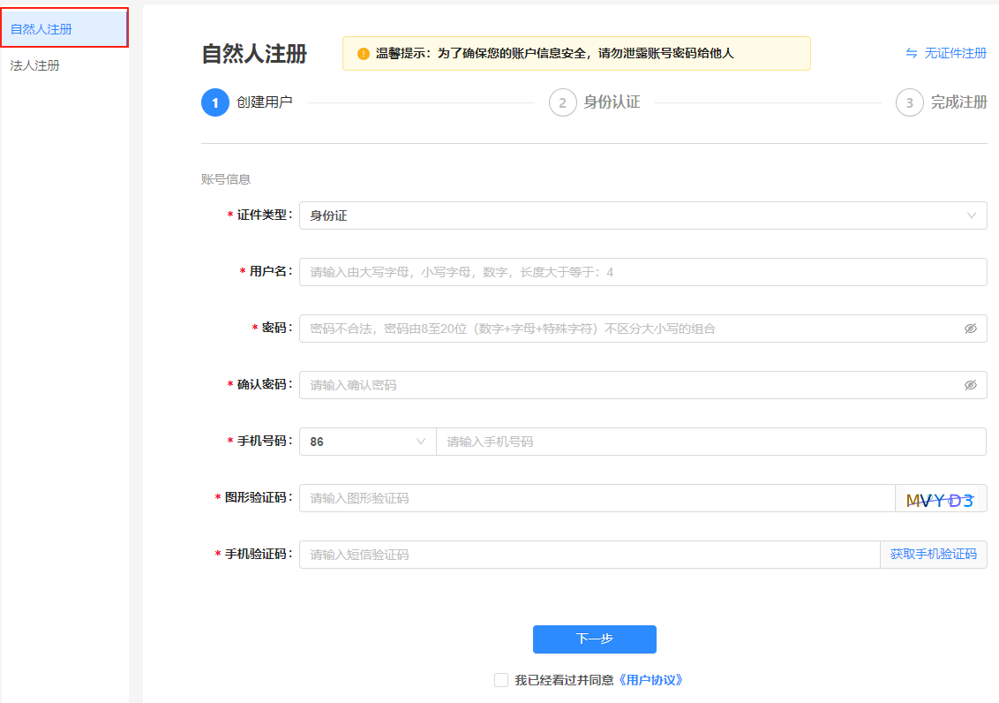 自然人注册
法人注册
自然人注册
温馨提示：为了确保您的账户信息安全，请勿泄露账号密码给他人
无证件注册
1 创建用户
2 身份认证
3 完成注册
账号信息
* 证件类型： 身份证
* 用户名： 请输入由大写字母，小写字母，数字，长度大于等于：4
* 密码： 密码不合法，密码由8至20位（数字+字母+特殊字符）不区分大小写的组合
* 确认密码： 请输入确认密码
* 手机号码： 86 请输入手机号码
* 图形验证码： 请输入图形验证码 MVYD3
* 手机验证码： 请输入短信验证码 获取手机验证码
下一步
我已经看过并同意《用户协议》